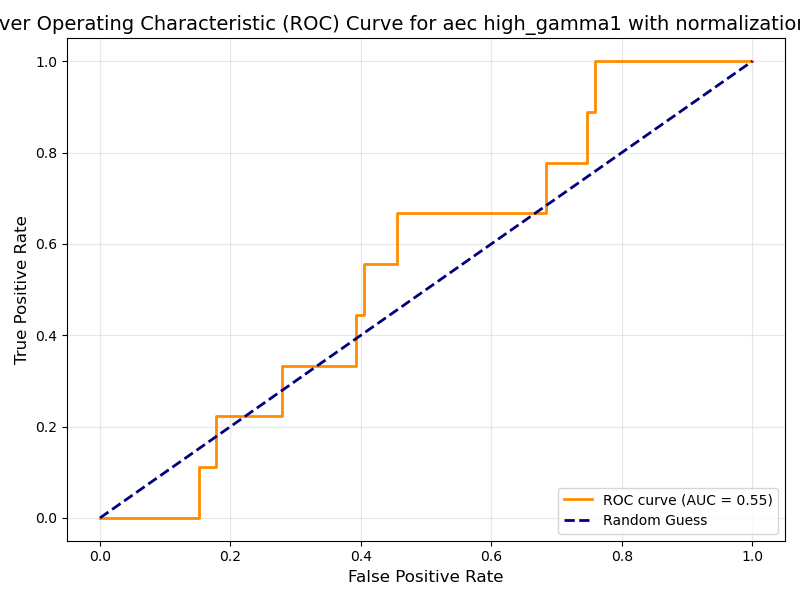 ver Operating Characteristic (ROC) Curve for aec high_gamma1 with normalization
True Positive Rate
1.0
0.8
0.6
0.4
0.2
0.0
0.0 0.2 0.4 0.6 0.8 1.0
False Positive Rate
ROC curve (AUC = 0.55)
Random Guess